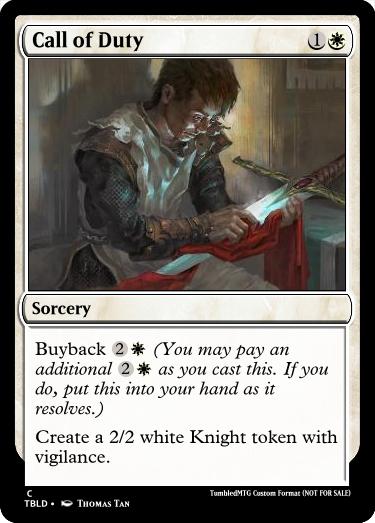 Call of Duty 1
Sorcery
Buyback 2 (You may pay an
additional 2 as you cast this. If you
do, put this into your hand as it
resolves.)
Create a 2/2 white Knight token with
vigilance.
C
TumbledMTG Custom Format (NOT FOR SALE)
TBLD • Thomas Tan